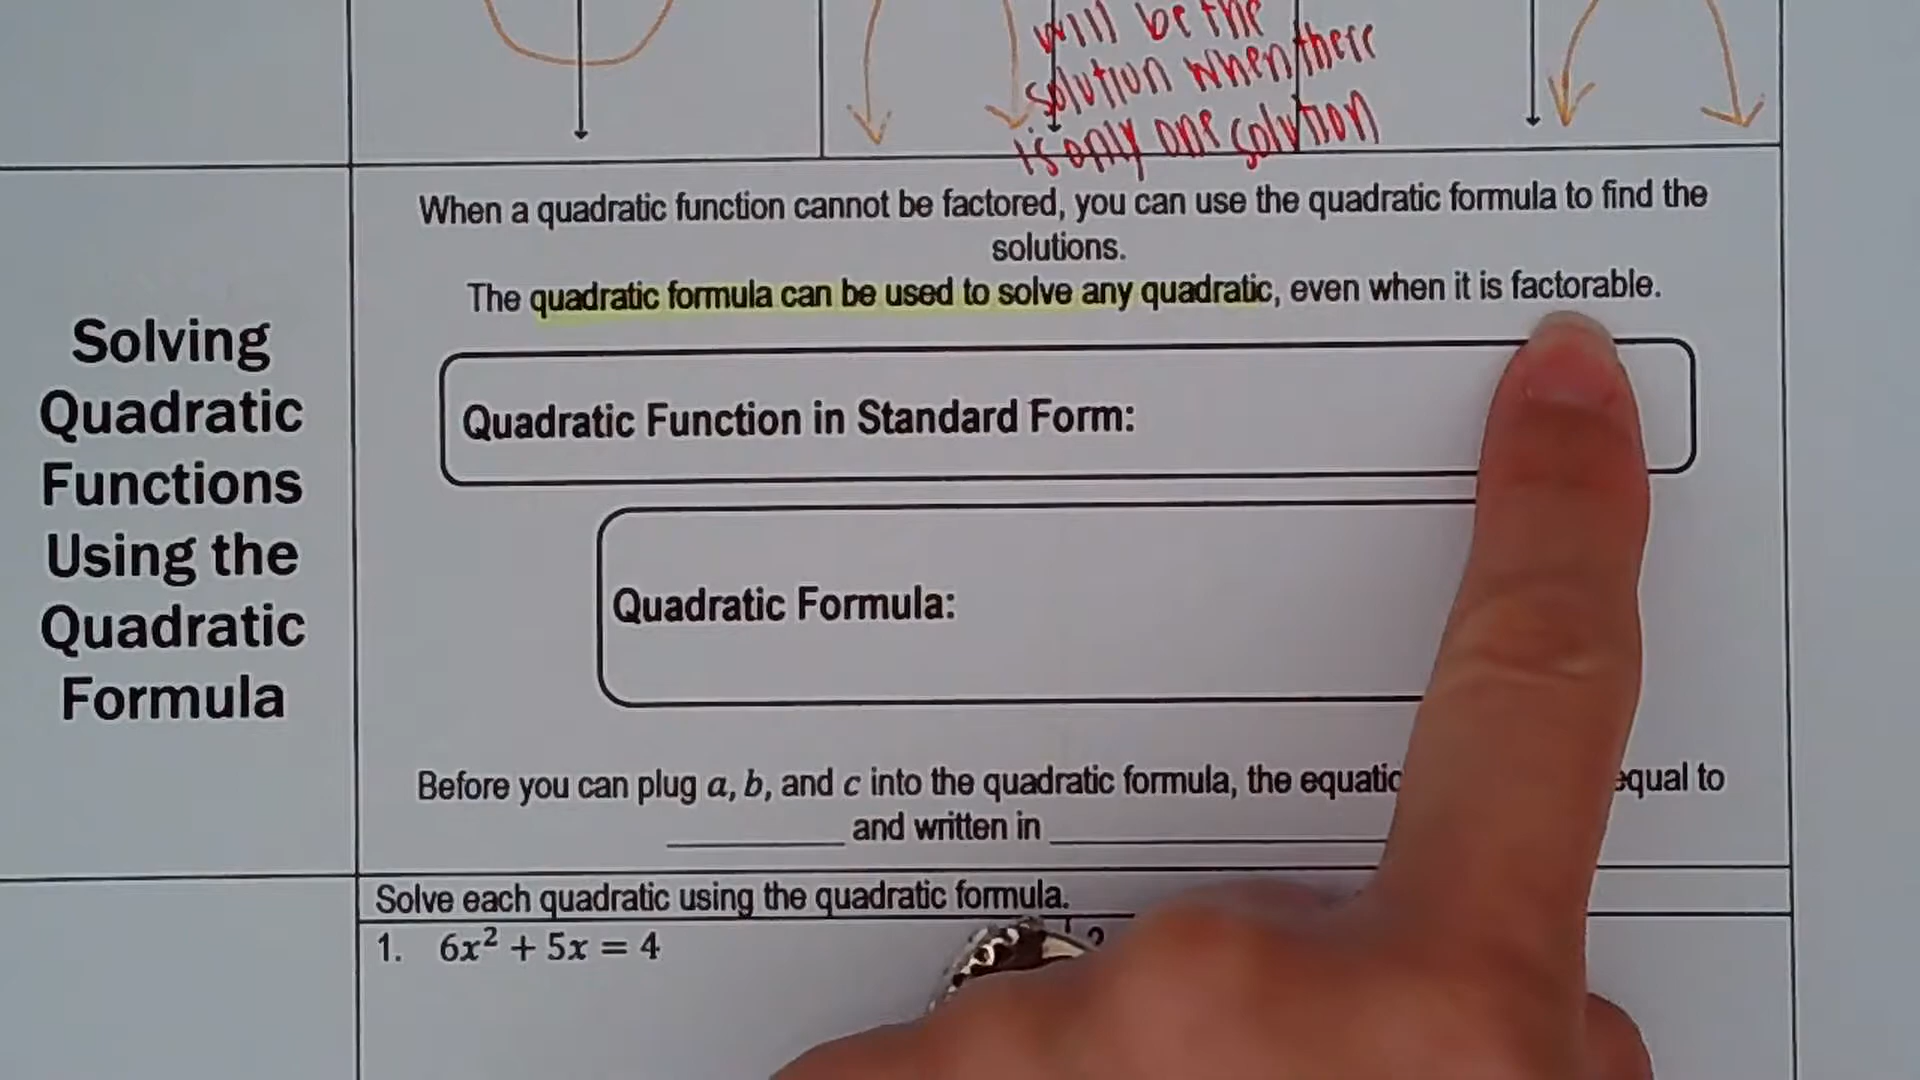 will be the
solution when there
is only one solution
When a quadratic function cannot be factored, you can use the quadratic formula to find the
solutions.
The quadratic formula can be used to solve any quadratic, even when it is factorable.
Solving
Quadratic
Functions
Using the
Quadratic
Formula
Quadratic Function in Standard Form:
Quadratic Formula:
Before you can plug a, b, and c into the quadratic formula, the equal to
_________ and written in _________________
Solve each quadratic using the quadratic formula.
1. 6x² + 5x = 4